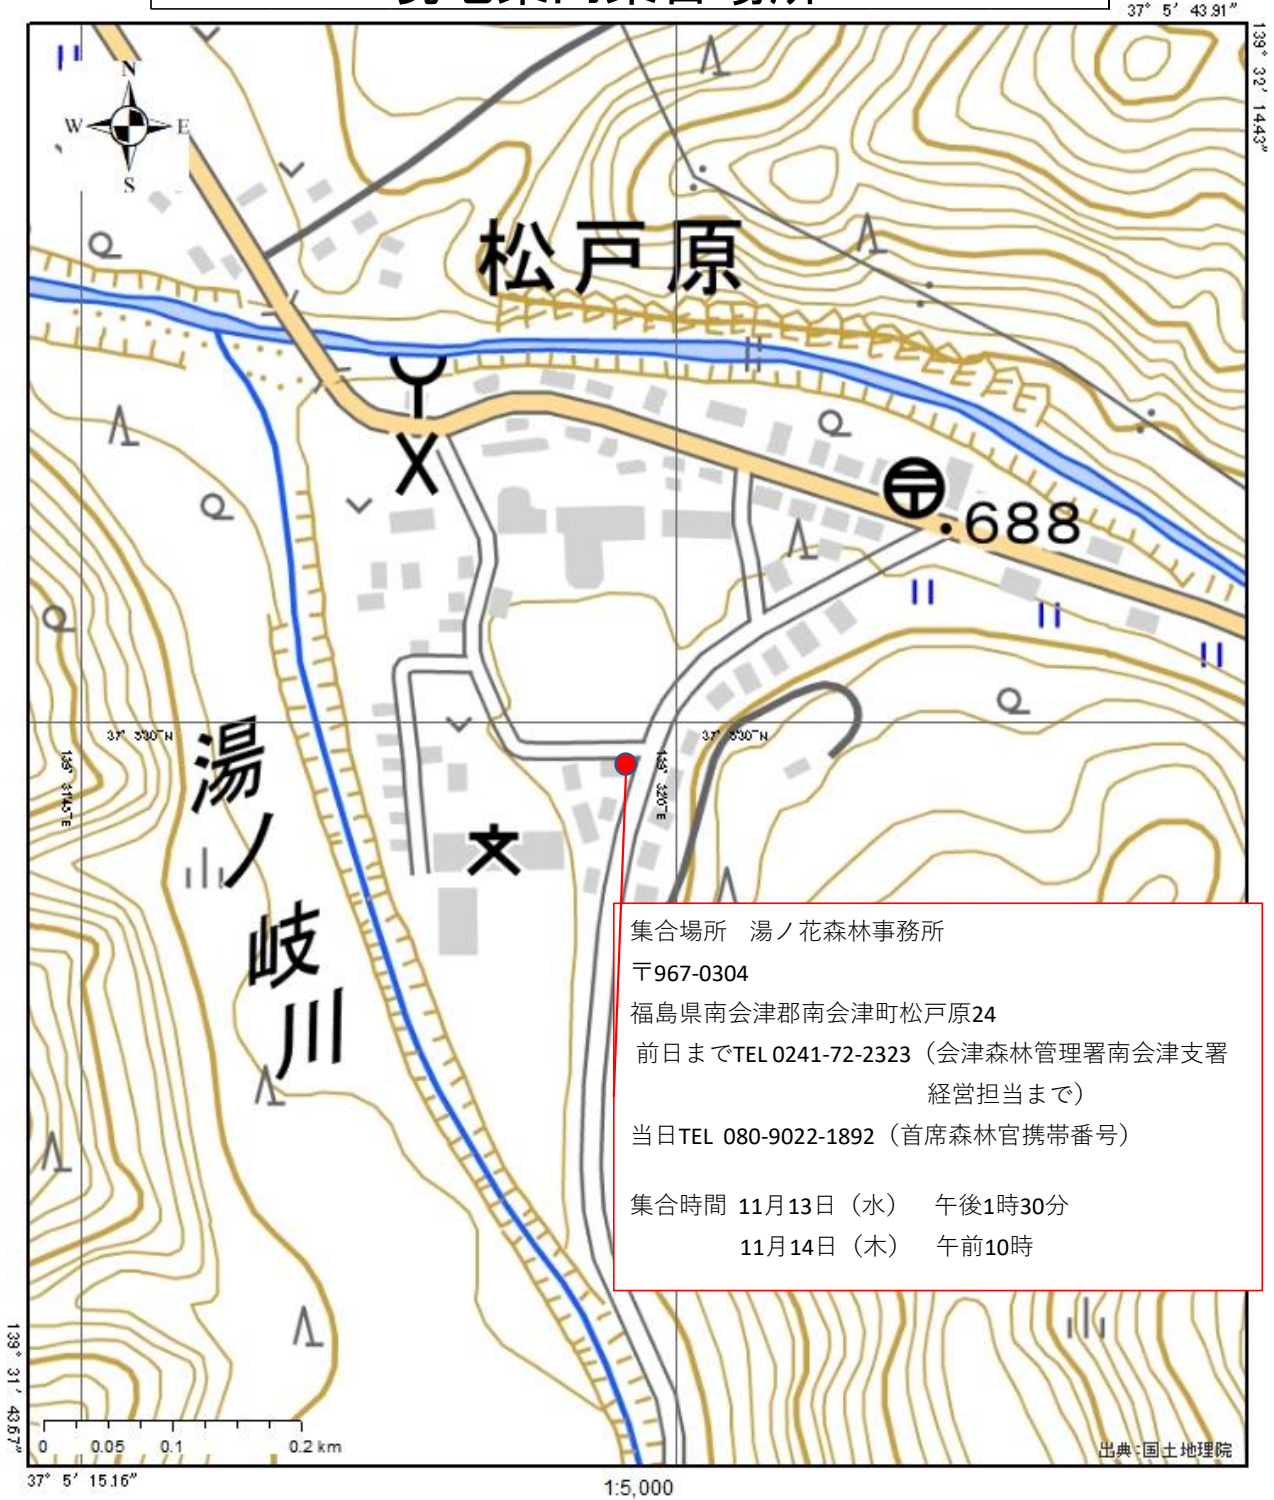 37° 5′ 43.91″
139° 32′ 14.43″
N
W
E
S
松戸原
688
37° 5'30"N
37° 5'30"N
139° 31'45"E
139° 32'0"E
湯ノ岐川
集合場所　湯ノ花森林事務所
〒967-0304
福島県南会津郡南会津町松戸原24
前日までTEL 0241-72-2323（会津森林管理署南会津支署
経営担当まで）
当日TEL 080-9022-1892（首席森林官携帯番号）
集合時間 11月13日（水）　午後1時30分
11月14日（木）　午前10時
139° 31′ 43.67″
0 0.05 0.1 0.2 km
出典:国土地理院
37° 5′ 15.16″
1:5,000